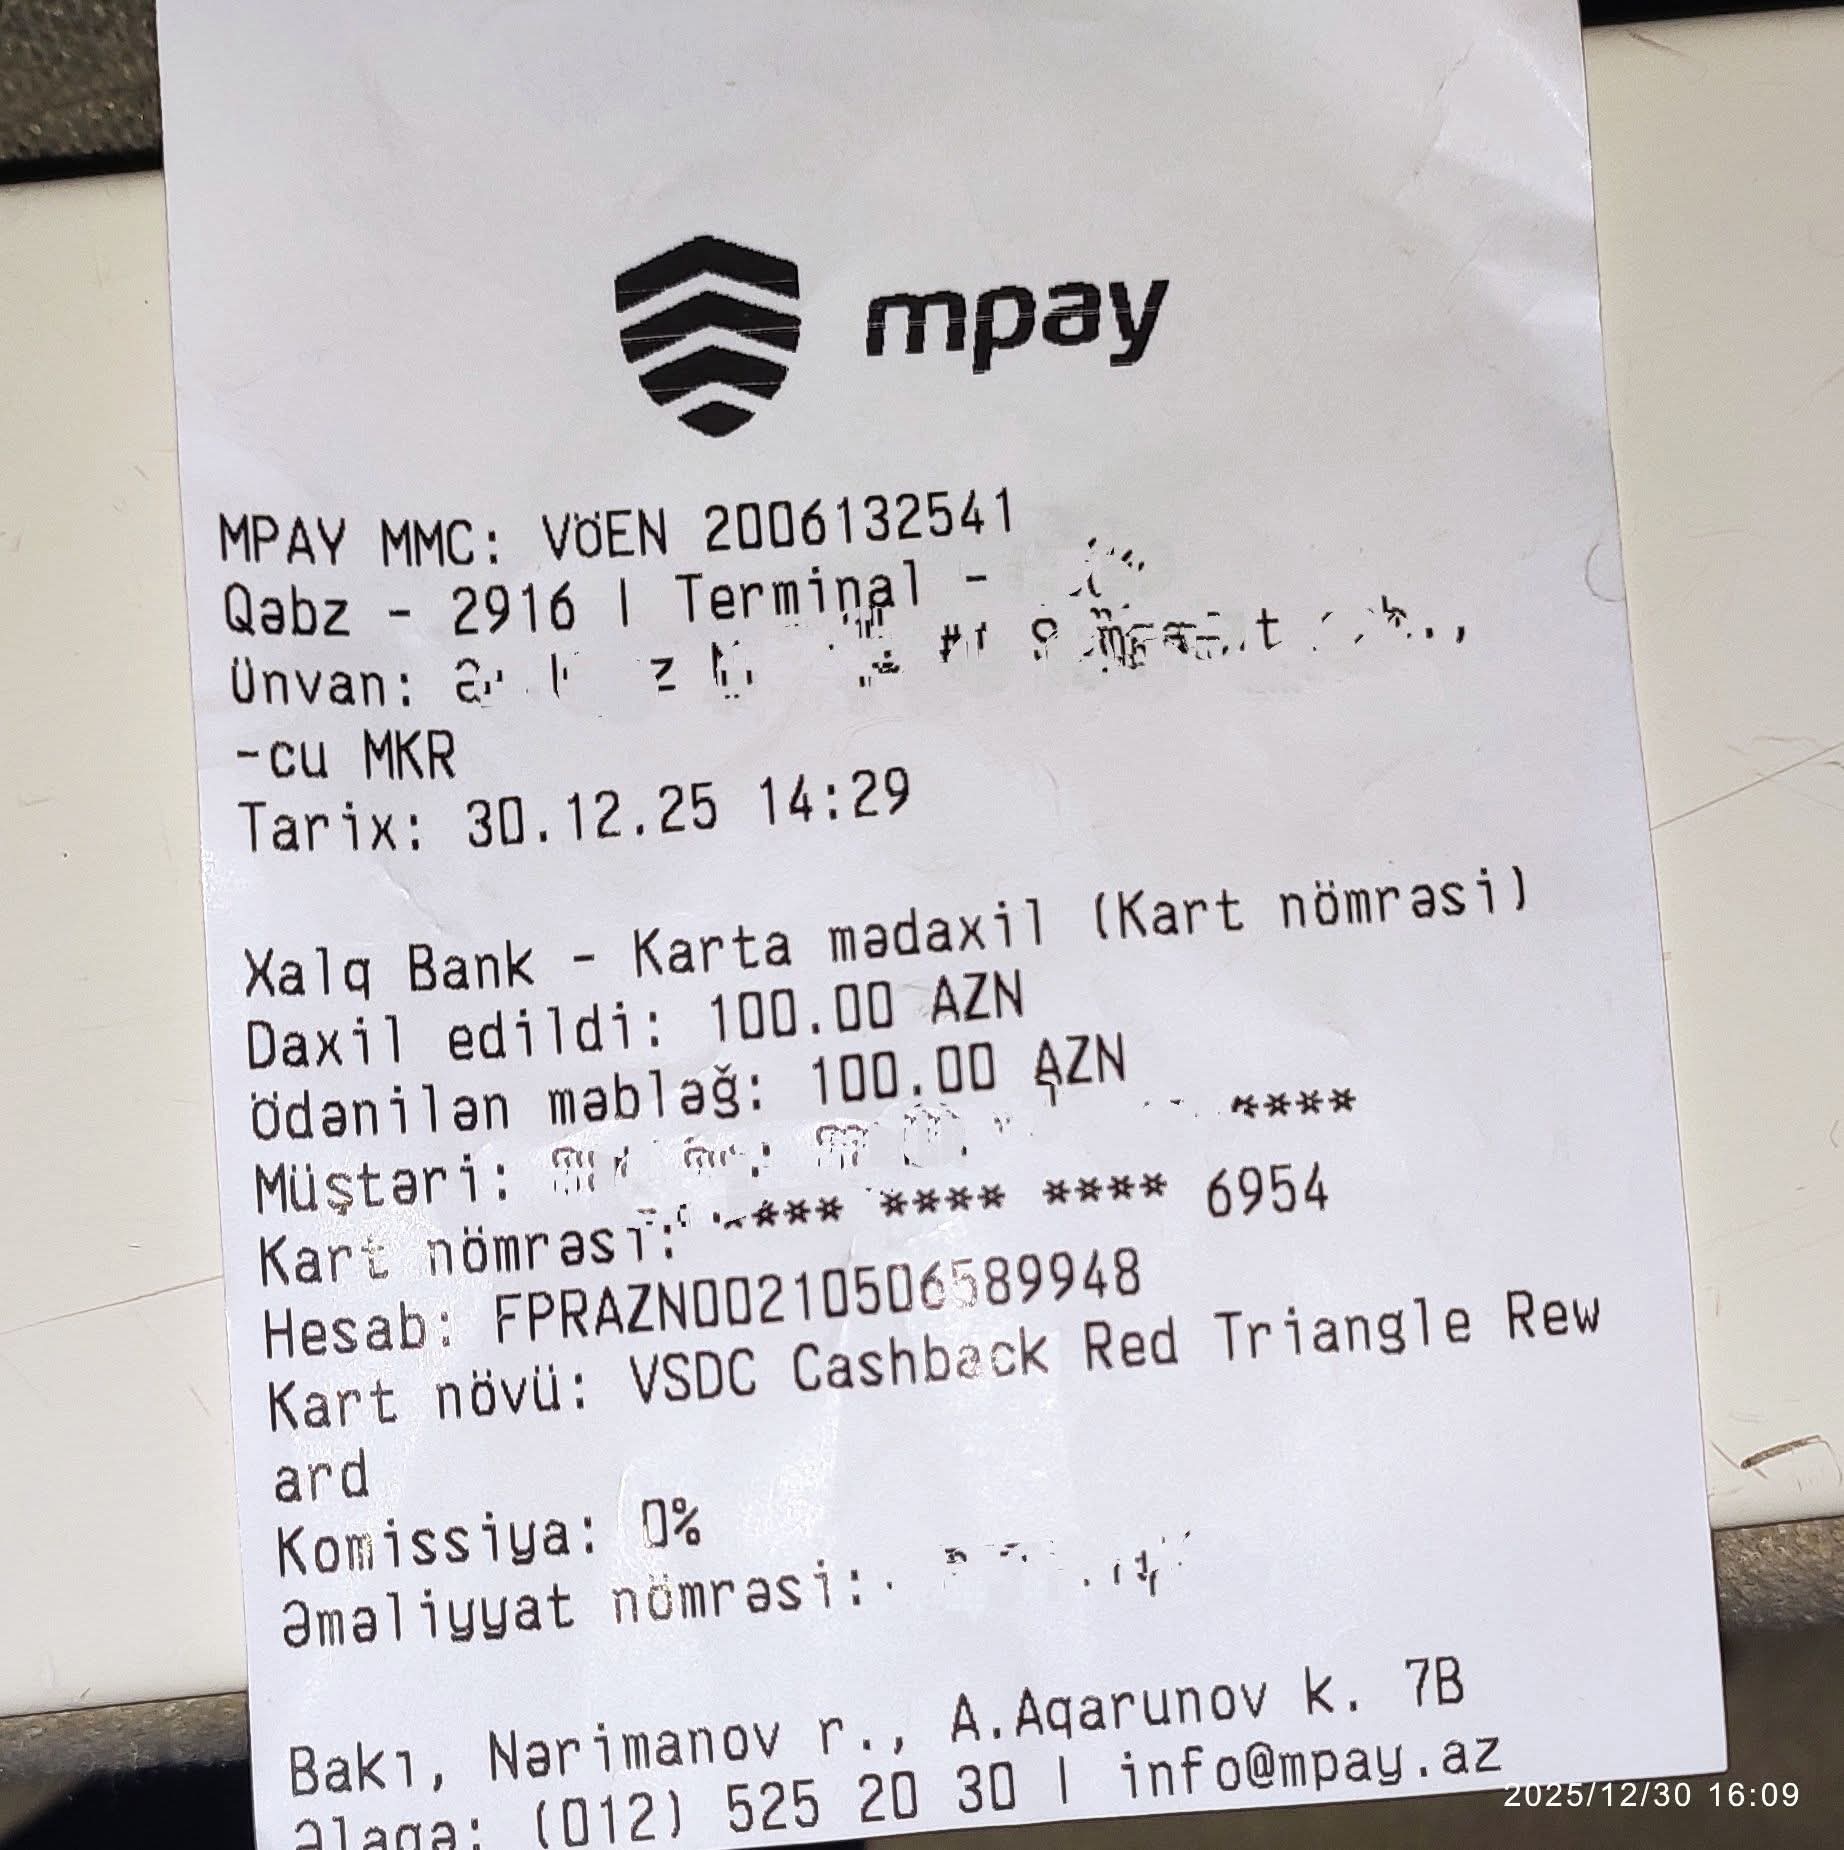 mpay
MPAY MMC: VÖEN 2006132541
Qəbz - 2916 | Terminal -
Ünvan:
-cu MKR
Tarix: 30.12.25 14:29
Xalq Bank - Karta mədaxil (Kart nömrəsi)
Daxil edildi: 100.00 AZN
Ödənilən məbləğ: 100.00 AZN
Müştəri: ****
Kart nömrəsi: **** **** **** 6954
Hesab: FPRAZN00210506589948
Kart növü: VSDC Cashback Red Triangle Rew
ard
Komissiya: 0%
Əməliyyat nömrəsi:
Bakı, Nərimanov r., A.Aqarunov k. 7B
Əlaqə: (012) 525 20 30 | info@mpay.az
2025/12/30 16:09